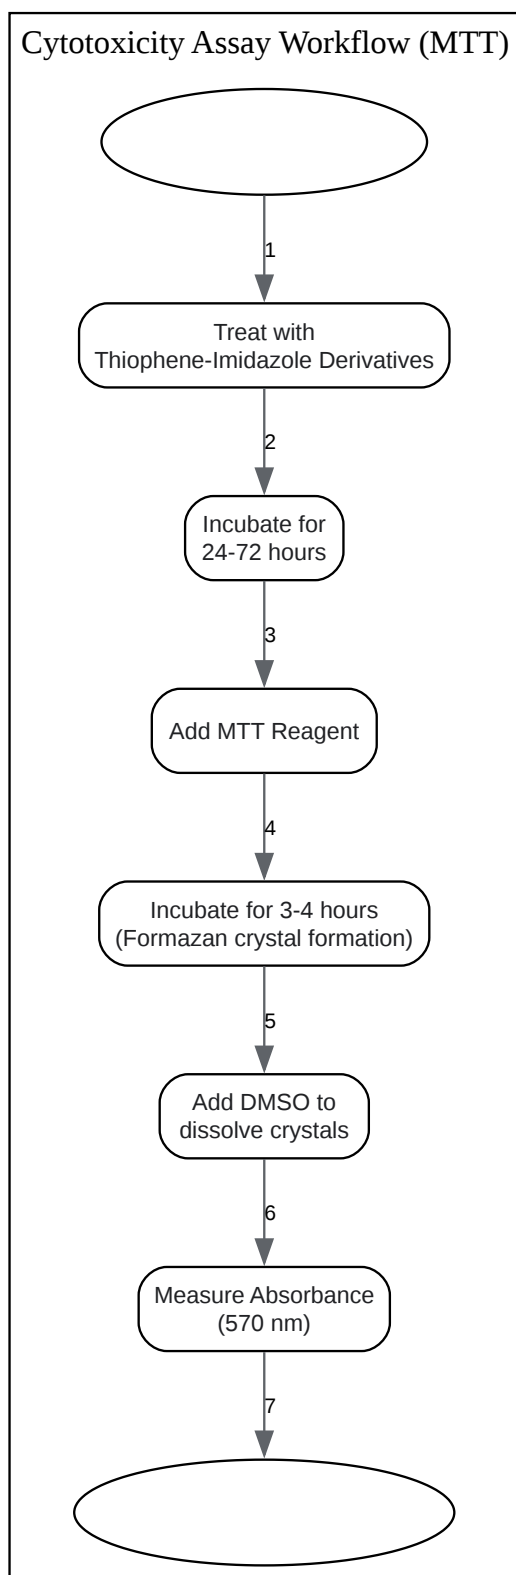 Cytotoxicity Assay Workflow (MTT)
1
Treat with
Thiophene-Imidazole Derivatives
2
Incubate for
24-72 hours
3
Add MTT Reagent
4
Incubate for 3-4 hours
(Formazan crystal formation)
5
Add DMSO to
dissolve crystals
6
Measure Absorbance
(570 nm)
7